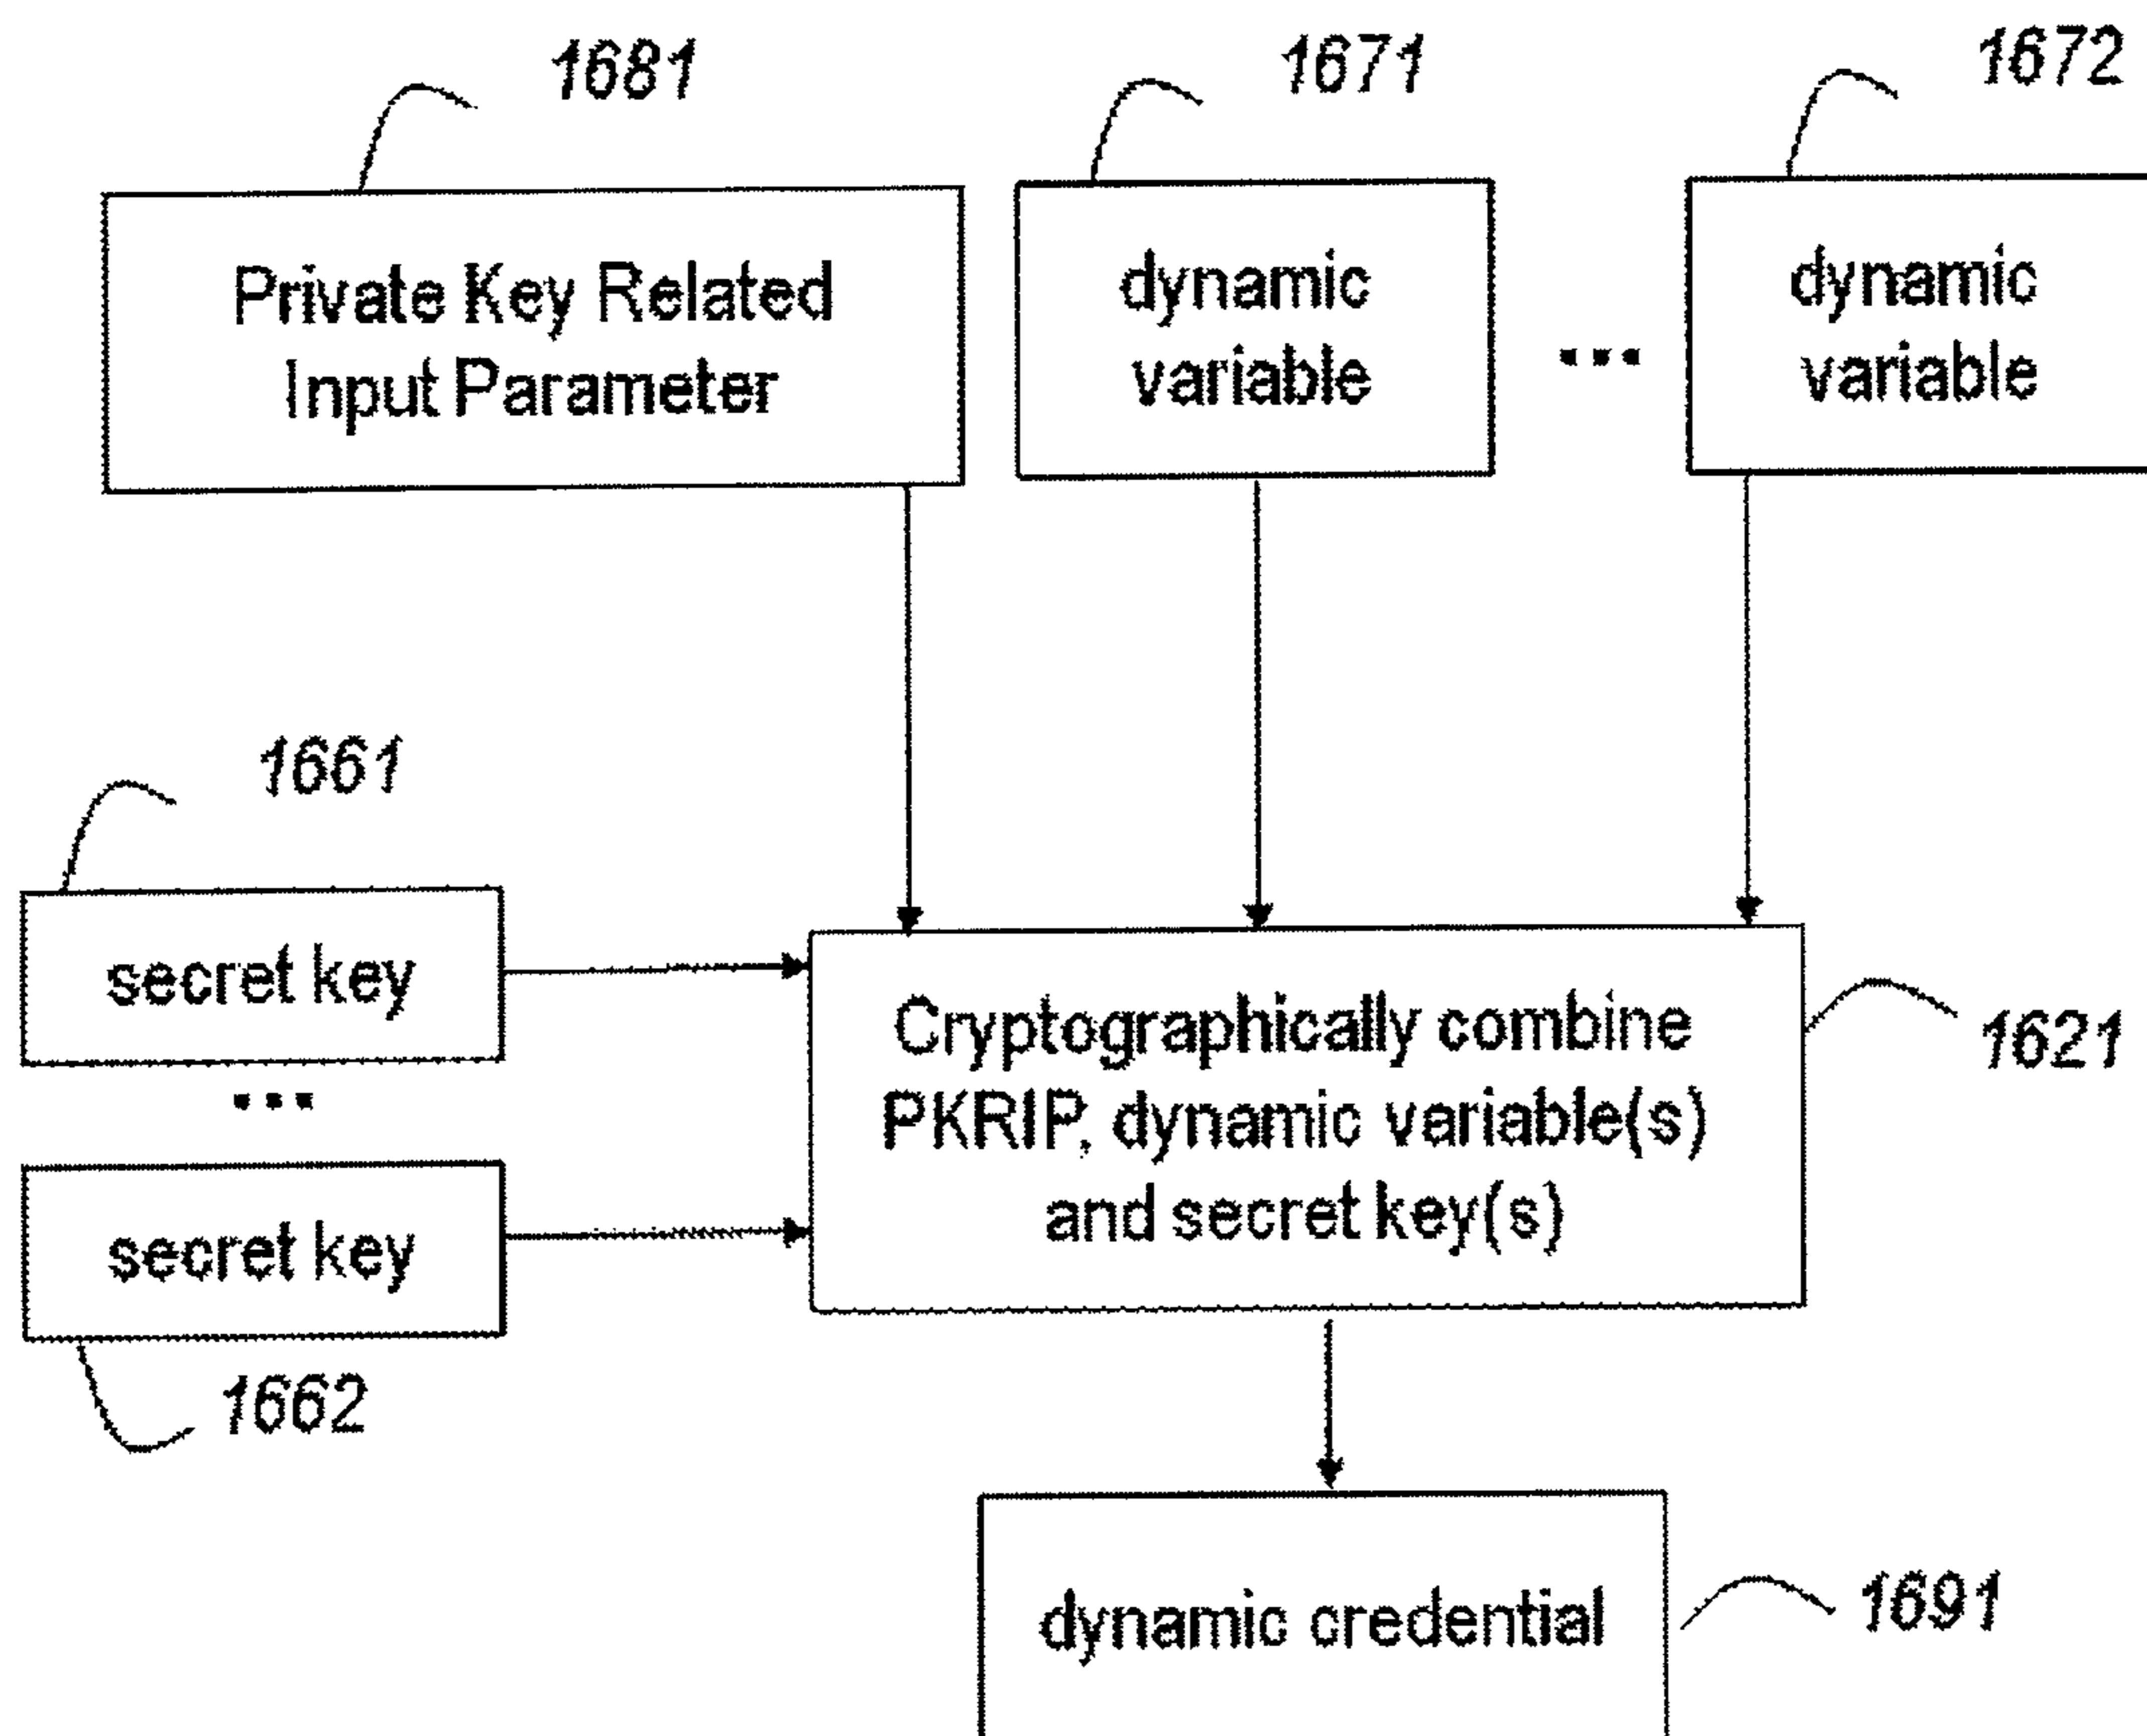 1681
1671
1672
Private Key Related
Input Parameter
dynamic
variable
...
dynamic
variable
1661
secret key
...
secret key
1662
Cryptographically combine
PKRIP, dynamic variable(s)
and secret key(s)
1621
dynamic credential
1691